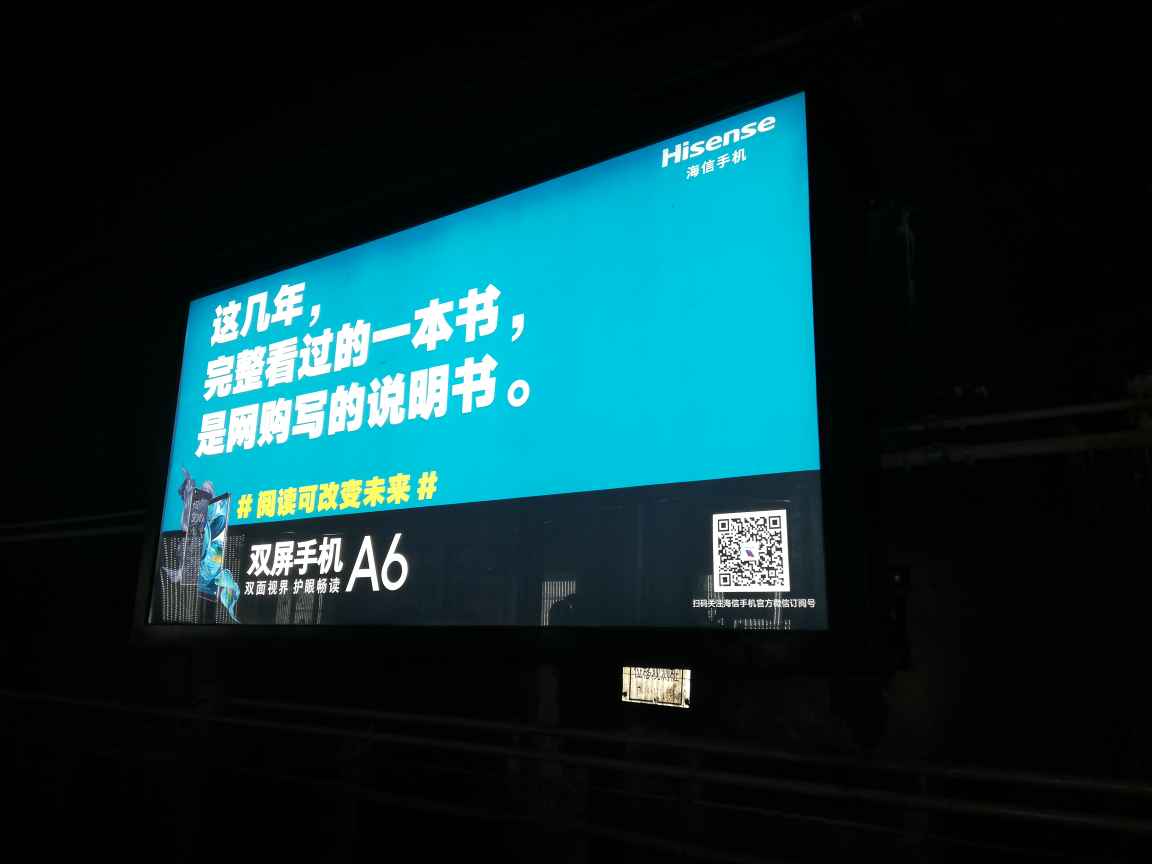 Hisense
海信手机
这几年，
完整看过的一本书，
是网购写的说明书。
# 阅读可改变未来 #
双屏手机 A6
双面视界 护眼畅读
扫码关注海信手机官方微信订阅号